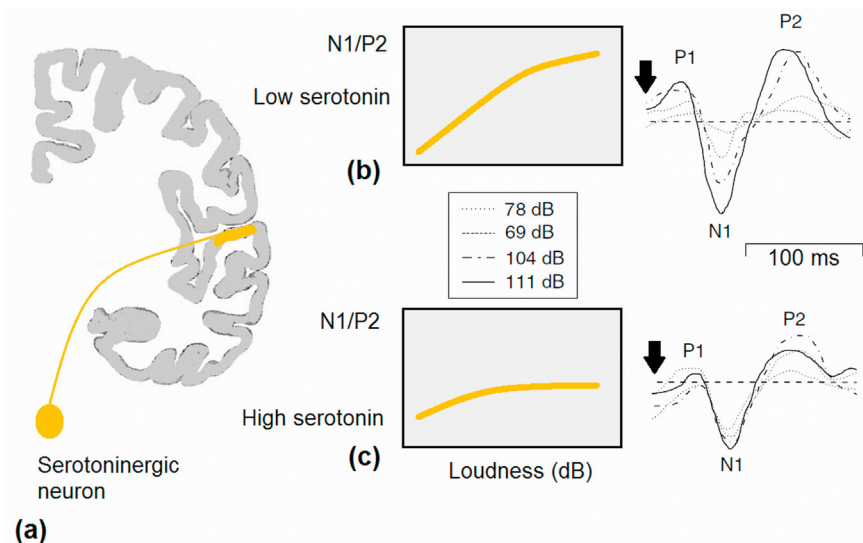 N1/P2
Low serotonin
(b)
P1
P2
N1
100 ms
78 dB
69 dB
104 dB
111 dB
N1/P2
High serotonin
(c)
Loudness (dB)
P1
P2
N1
Serotoninergic
neuron
(a)